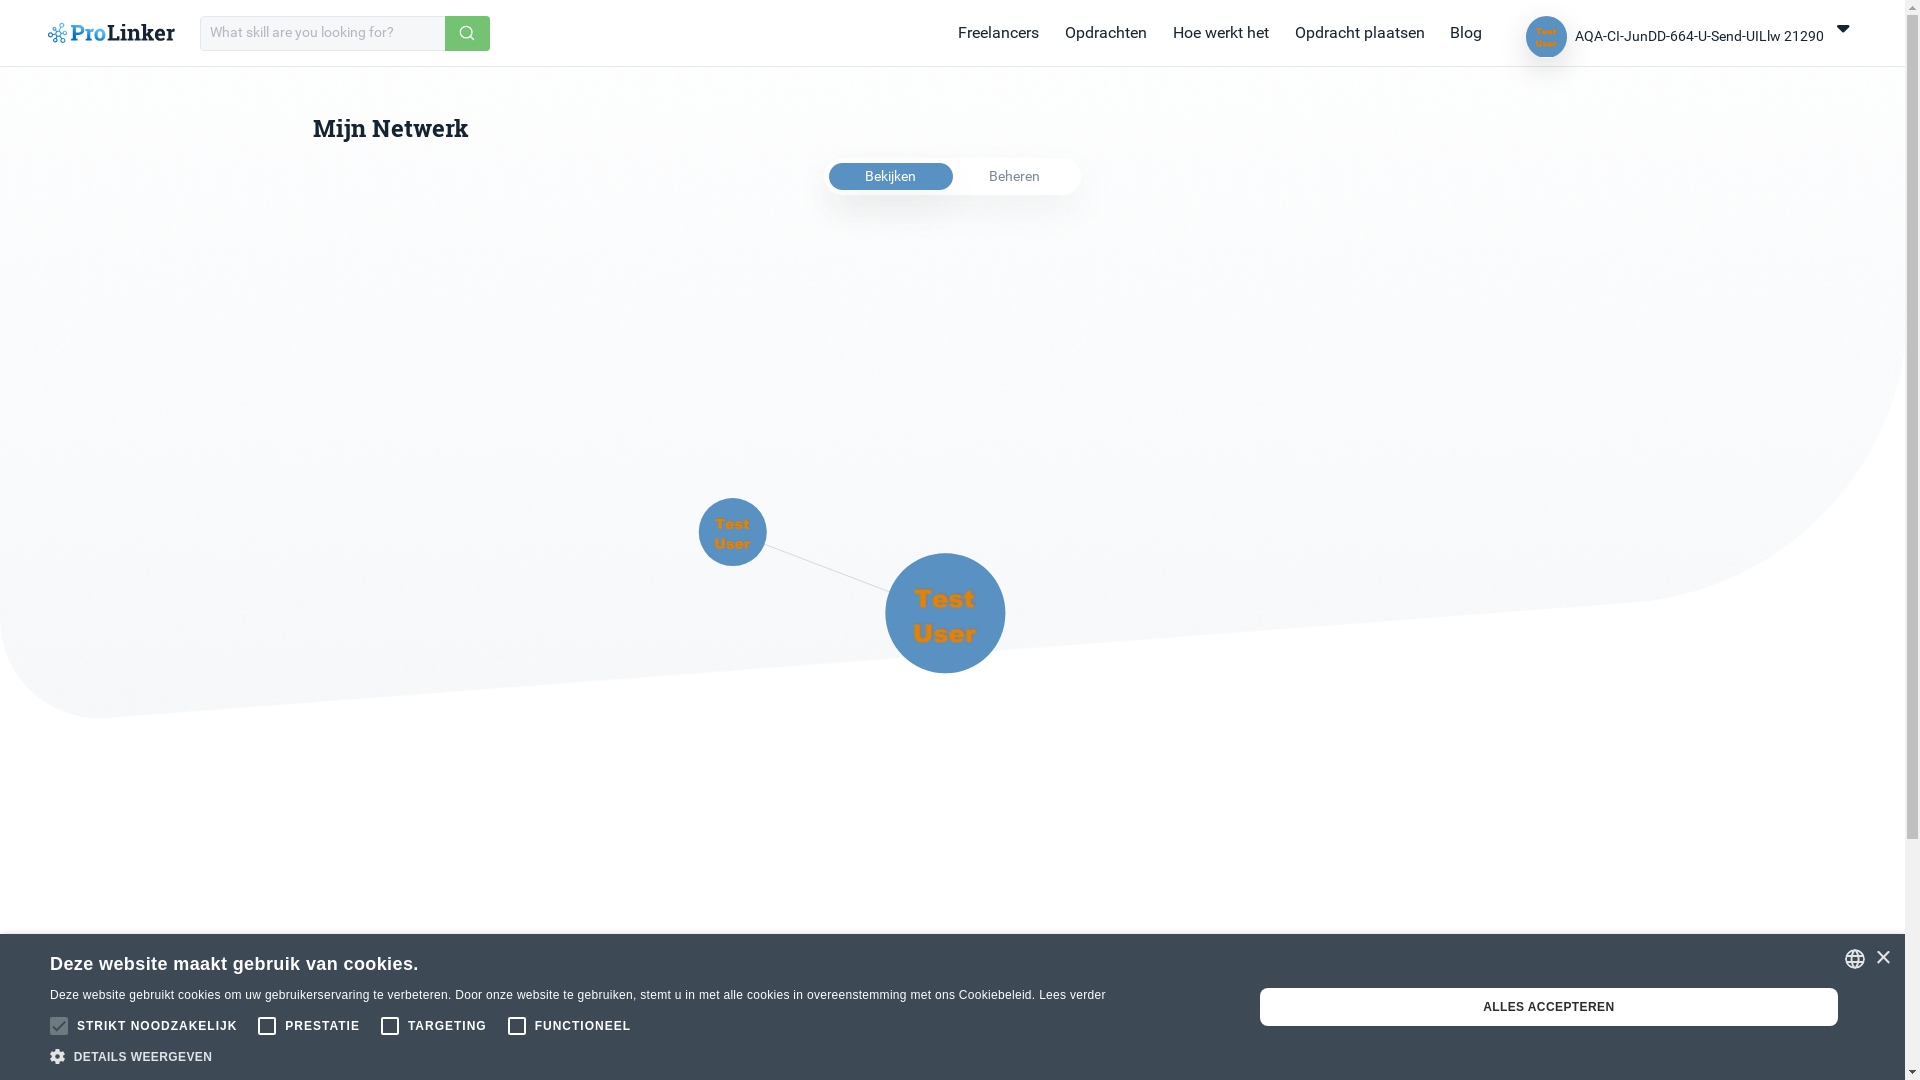 ProLinker
What skill are you looking for?
Freelancers
Opdrachten
Hoe werkt het
Opdracht plaatsen
Blog
Test
User
AQA-CI-JunDD-664-U-Send-UILlw 21290
Mijn Netwerk
Bekijken
Beheren
Test
User
Test
User
Deze website maakt gebruik van cookies.
Deze website gebruikt cookies om uw gebruikerservaring te verbeteren. Door onze website te gebruiken, stemt u in met alle cookies in overeenstemming met ons Cookiebeleid. Lees verder
STRIKT NOODZAKELIJK
PRESTATIE
TARGETING
FUNCTIONEEL
DETAILS WEERGEVEN
ALLES ACCEPTEREN